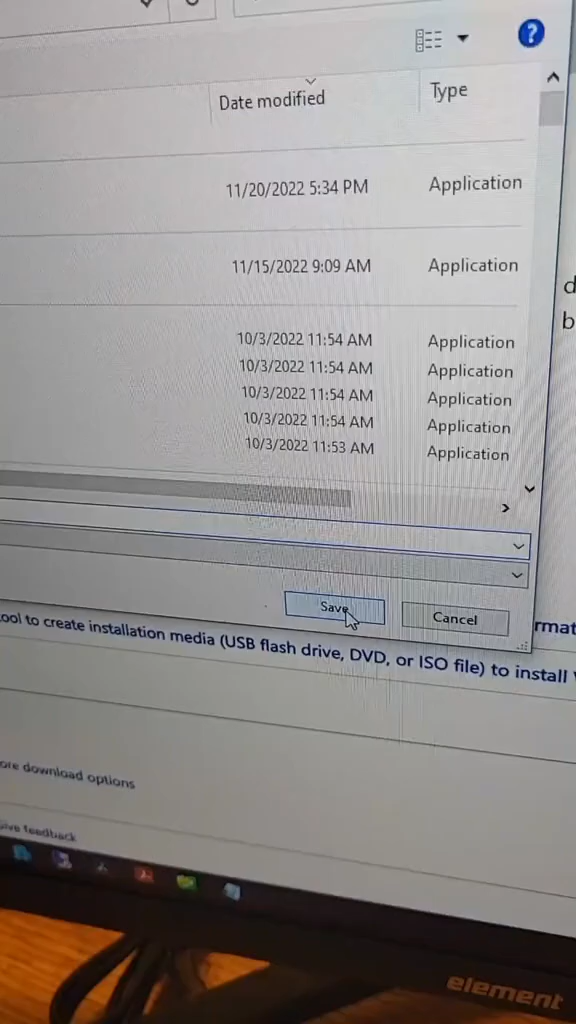 Date modified Type
11/20/2022 5:34 PM Application
11/15/2022 9:09 AM Application
10/3/2022 11:54 AM Application
10/3/2022 11:54 AM Application
10/3/2022 11:54 AM Application
10/3/2022 11:54 AM Application
10/3/2022 11:53 AM Application
Save Cancel
to create installation media (USB flash drive, DVD, or ISO file) to install
download options
feedback
element